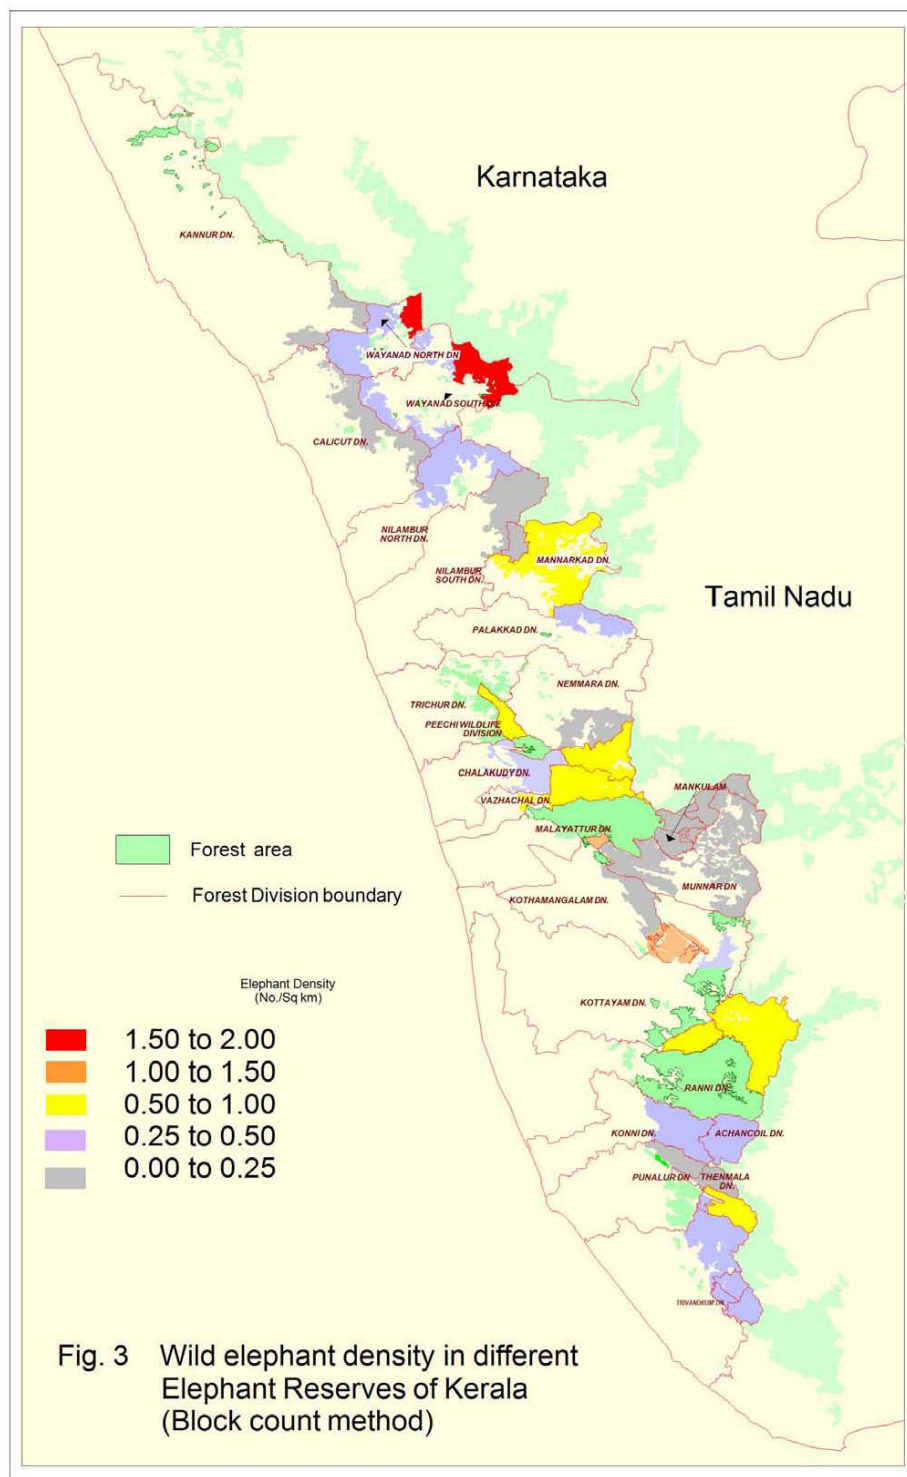 Karnataka
KANNUR DN.
WAYANAD NORTH DN
WAYANAD SOUTH
CALICUT DN.
NILAMBUR
NORTH DN.
MANNARKAD DN.
NILAMBUR
SOUTH DN.
Tamil Nadu
PALAKKAD DN.
NEMMARA DN.
TRICHUR DN.
PEECHI WILDLIFE
DIVISION
CHALAKUDY DN.
MANKULAM
VAZHACHAL DN.
MALAYATTUR DN.
Forest area
MUNNAR DN
Forest Division boundary
KOTHAMANGALAM DN.
Elephant Density
(No./Sq km)
KOTTAYAM DN.
1.50 to 2.00
1.00 to 1.50
RANNI DN.
0.50 to 1.00
KONNI DN.
ACHANCOIL DN.
0.25 to 0.50
0.00 to 0.25
PUNALUR DN
THENMALA
DN.
TRIVANDRUM DN.
Fig. 3 Wild elephant density in different
Elephant Reserves of Kerala
(Block count method)